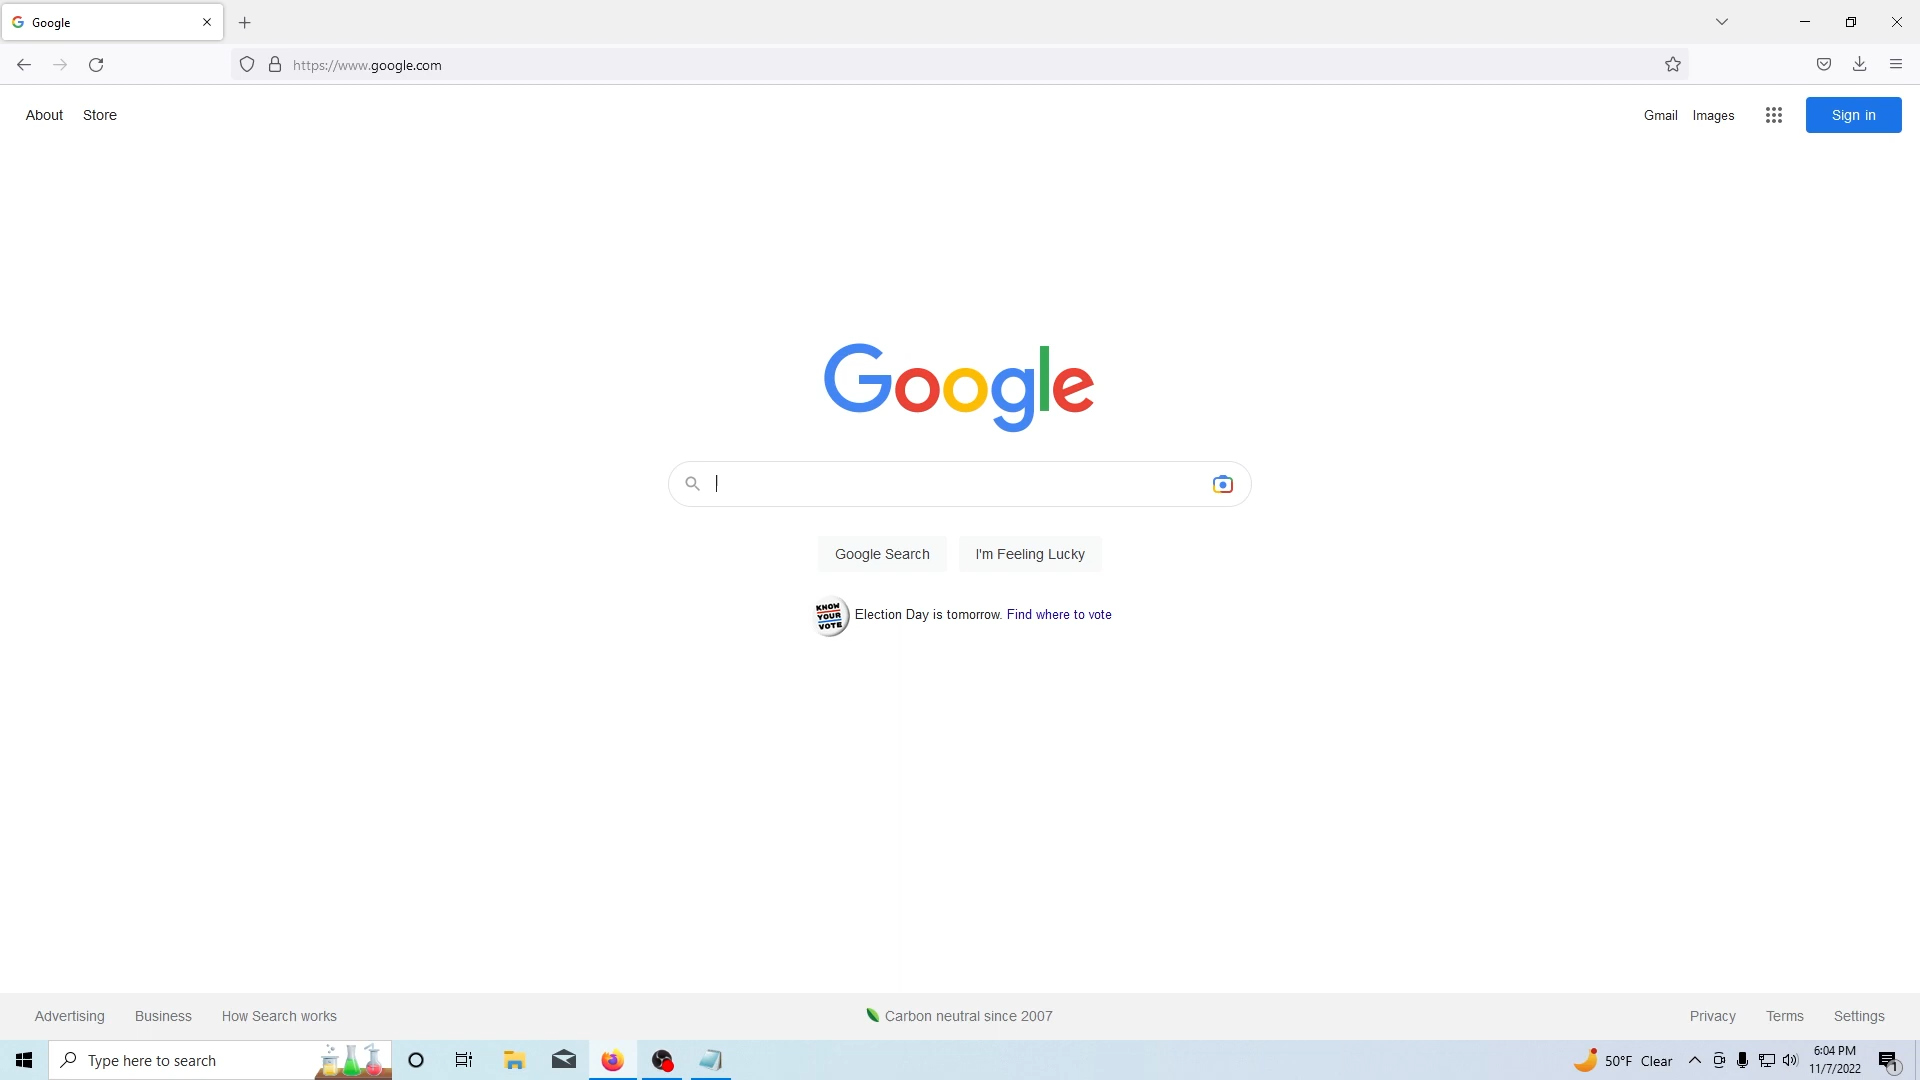 Google
https://www.google.com
About Store
Gmail Images Sign in
Google
Google Search I'm Feeling Lucky
KNOW YOUR VOTE
Election Day is tomorrow. Find where to vote
Advertising Business How Search works
Carbon neutral since 2007
Privacy Terms Settings
Type here to search
50°F Clear
6:04 PM
11/7/2022
1